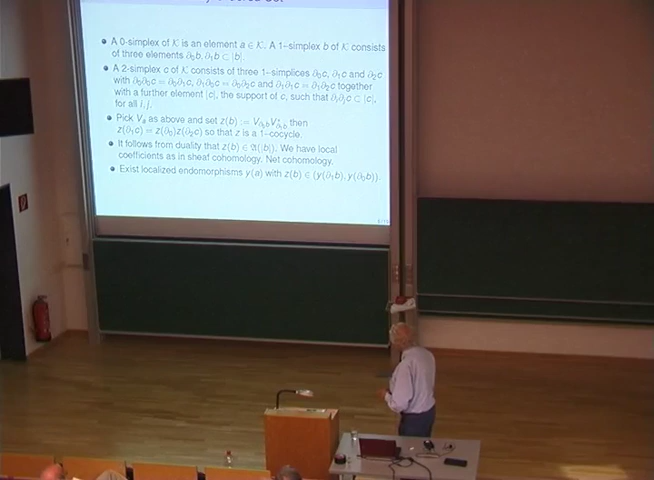 • A 0-simplex of 𝒦 is an element a ∈ 𝒦. A 1-simplex b of 𝒦 consists
of three elements ∂₀b, ∂₁b ⊂ |b|.
• A 2-simplex c of 𝒦 consists of three 1-simplices ∂₀c, ∂₁c and ∂₂c
with ∂₀∂₀c = ∂₀∂₁c, ∂₁∂₀c = ∂₀∂₂c and ∂₁∂₁c = ∂₁∂₂c together
with a further element |c|, the support of c, such that ∂ᵢ∂ⱼc ⊂ |c|,
for all i, j.
• Pick Vₐ as above and set z(b) := V_{∂₀b}V*_{∂₁b} then
z(∂₁c) = z(∂₀)z(∂₂c) so that z is a 1-cocycle.
• It follows from duality that z(b) ∈ 𝔄(|b|). We have local
coefficients as in sheaf cohomology. Net cohomology.
• Exist localized endomorphisms y(a) with z(b) ∈ (y(∂₁b), y(∂₀b)).